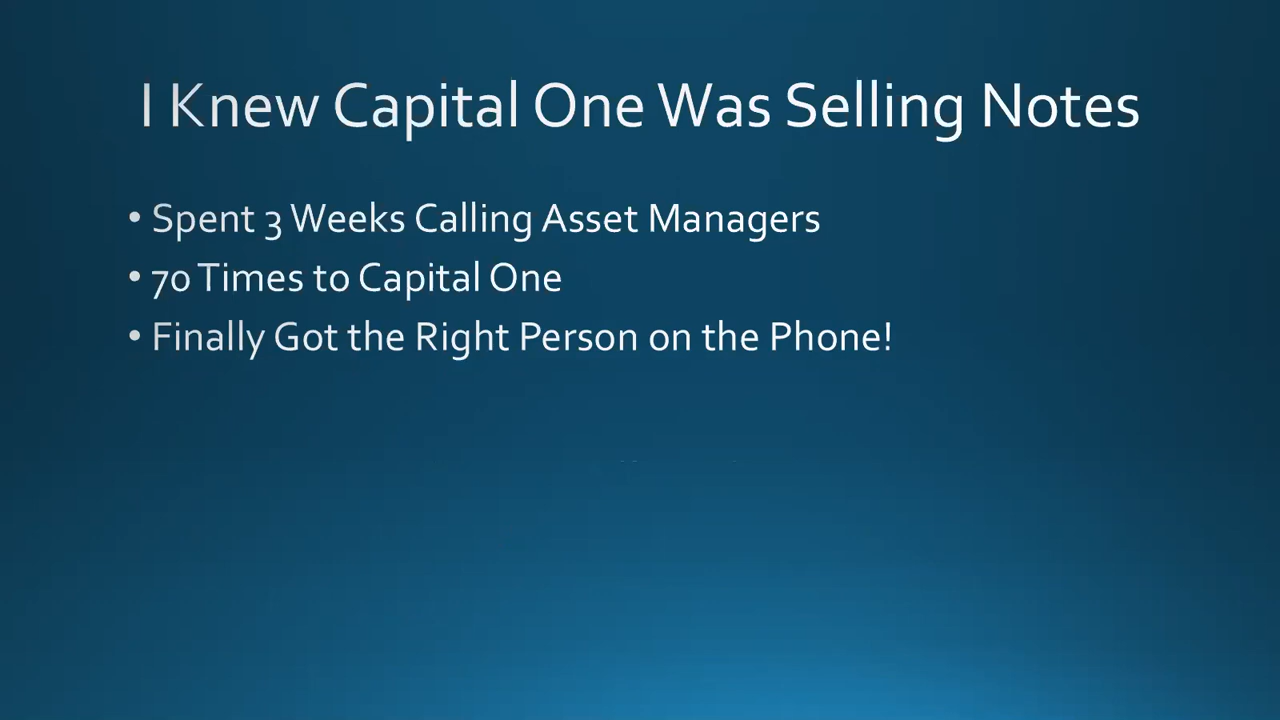 I Knew Capital One Was Selling Notes
• Spent 3 Weeks Calling Asset Managers
• 70 Times to Capital One
• Finally Got the Right Person on the Phone!